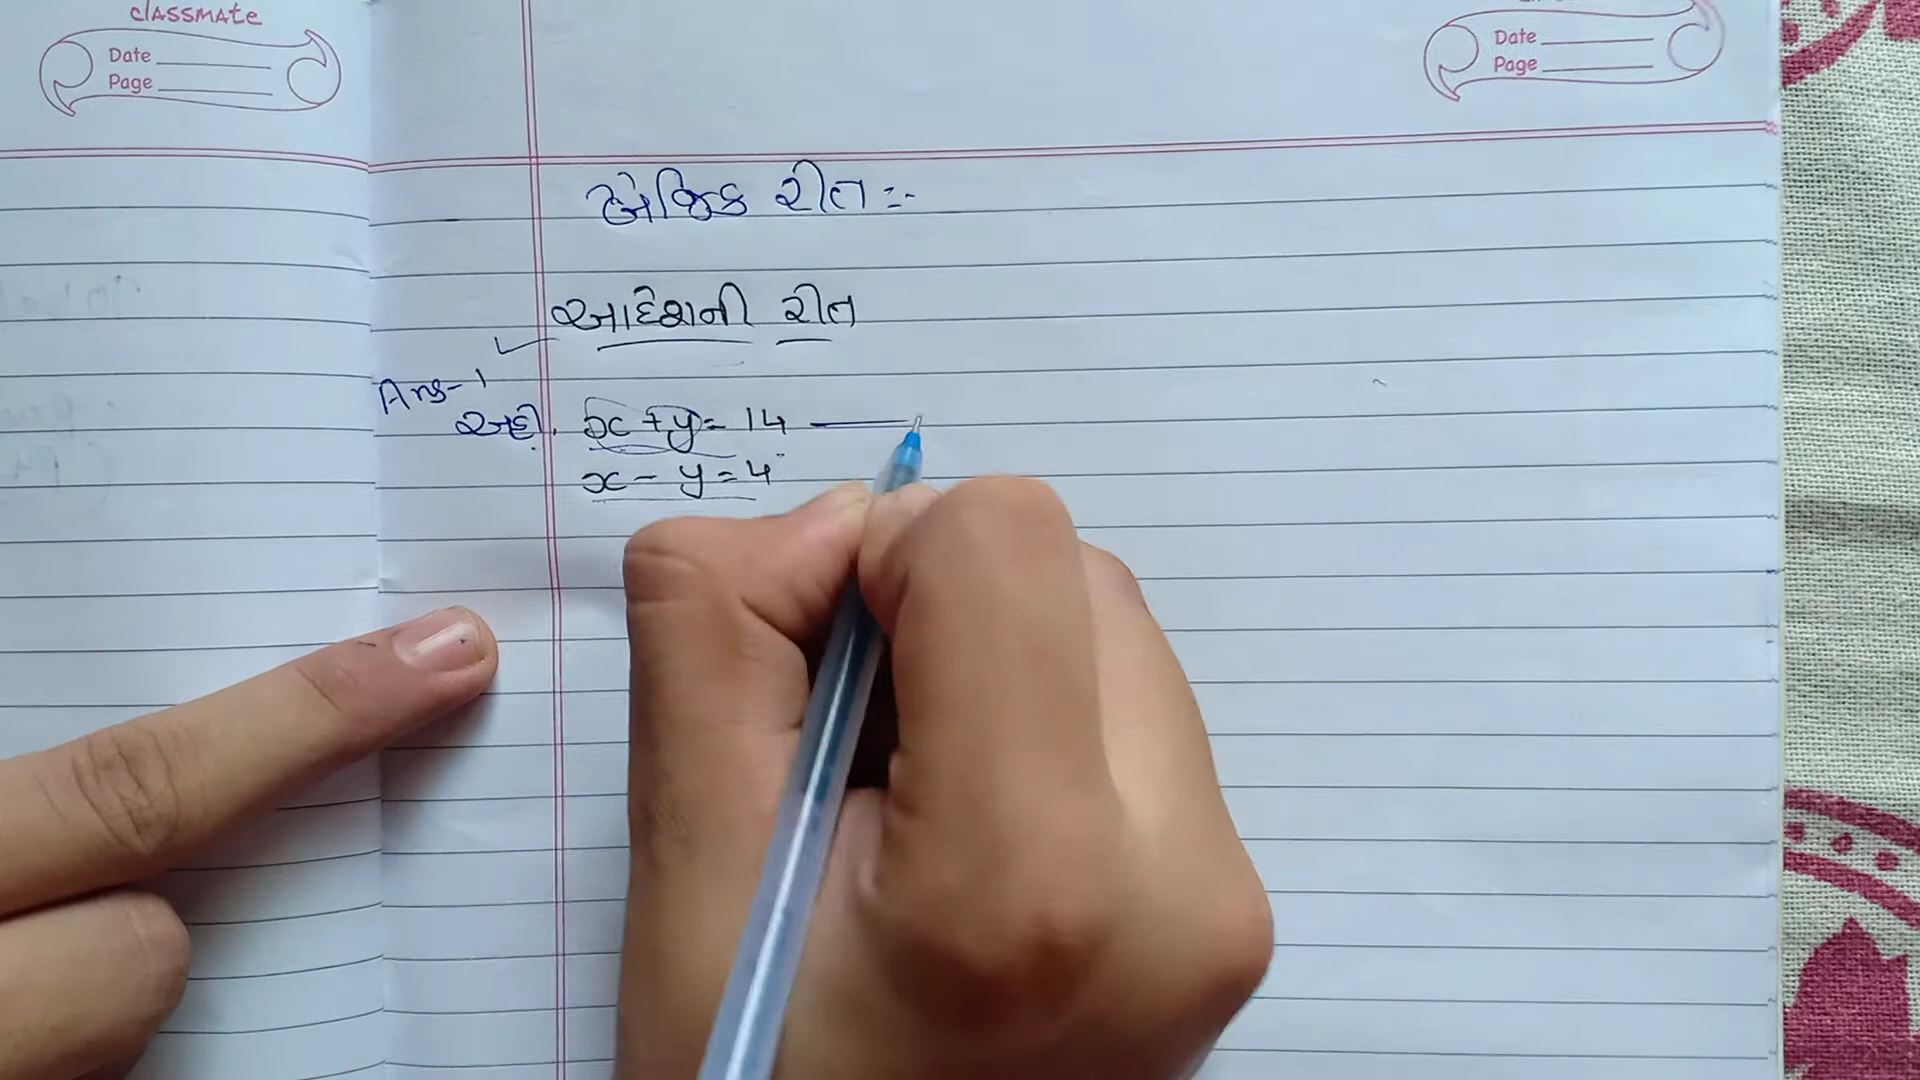 classmate
Date
Page
Date
Page
બૈજિક રીત :-
આદેશની રીત
Ans-1
અહીં. x + y = 14
x - y = 4